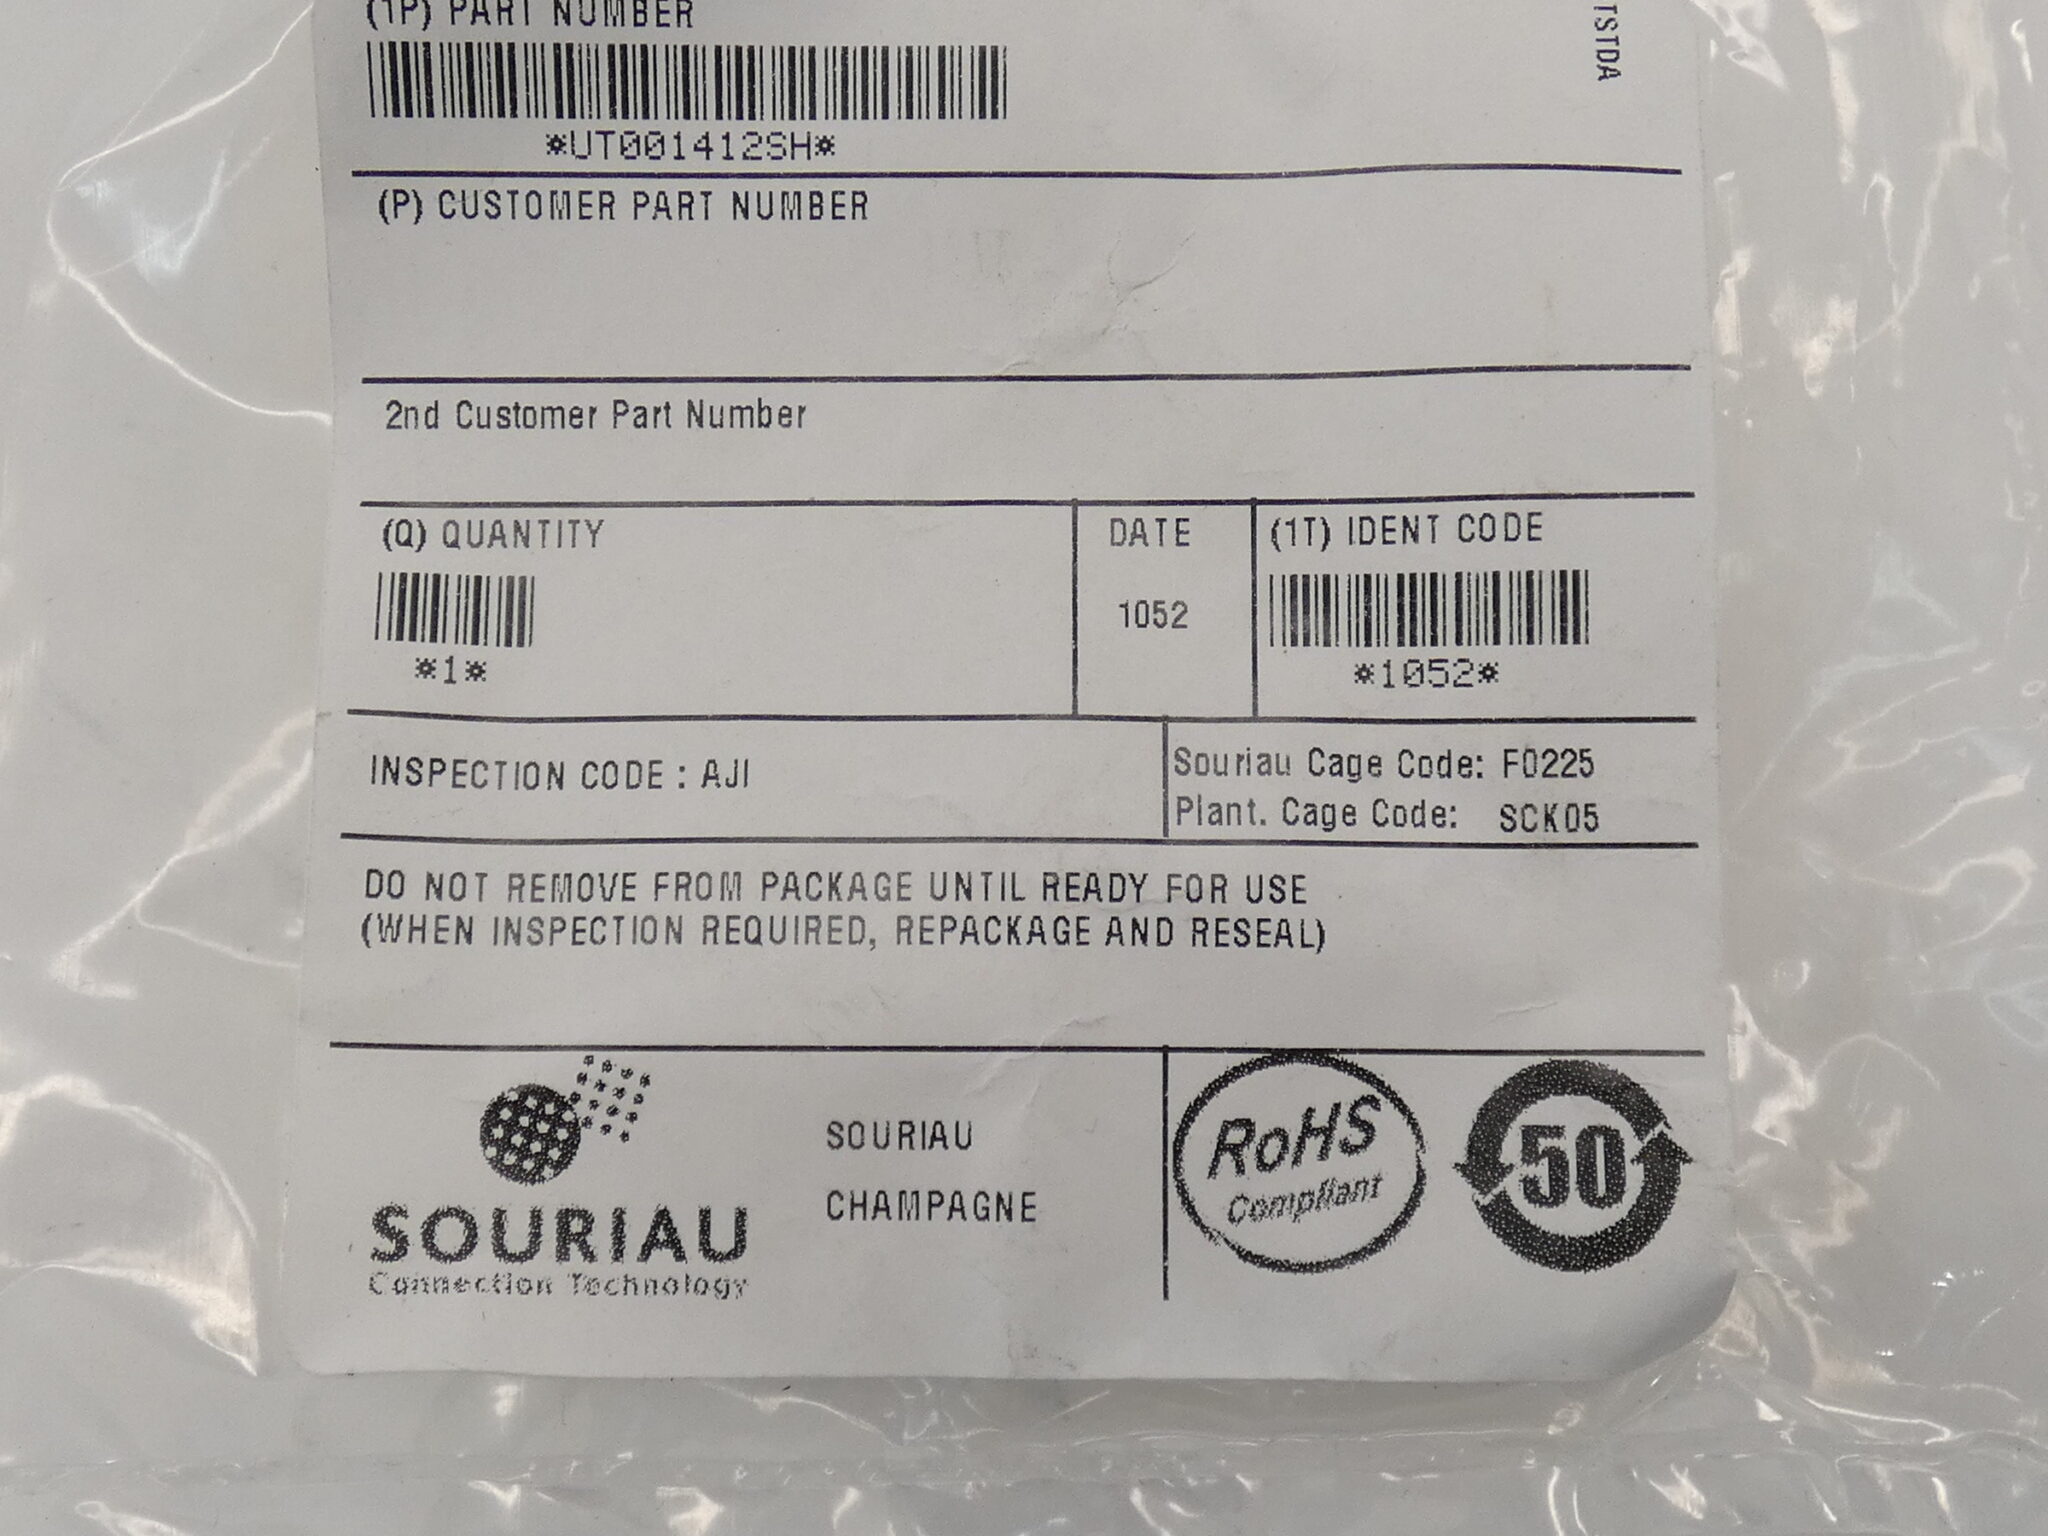 (1P) PART NUMBER
TSTDA
*UT001412SH*
(P) CUSTOMER PART NUMBER
2nd Customer Part Number
(Q) QUANTITY
DATE
(1T) IDENT CODE
1052
*1*
*1052*
INSPECTION CODE : AJI
Souriau Cage Code: F0225
Plant. Cage Code: SCK05
DO NOT REMOVE FROM PACKAGE UNTIL READY FOR USE
(WHEN INSPECTION REQUIRED, REPACKAGE AND RESEAL)
SOURIAU
Connection Technology
SOURIAU
CHAMPAGNE
RoHS
Compliant
50